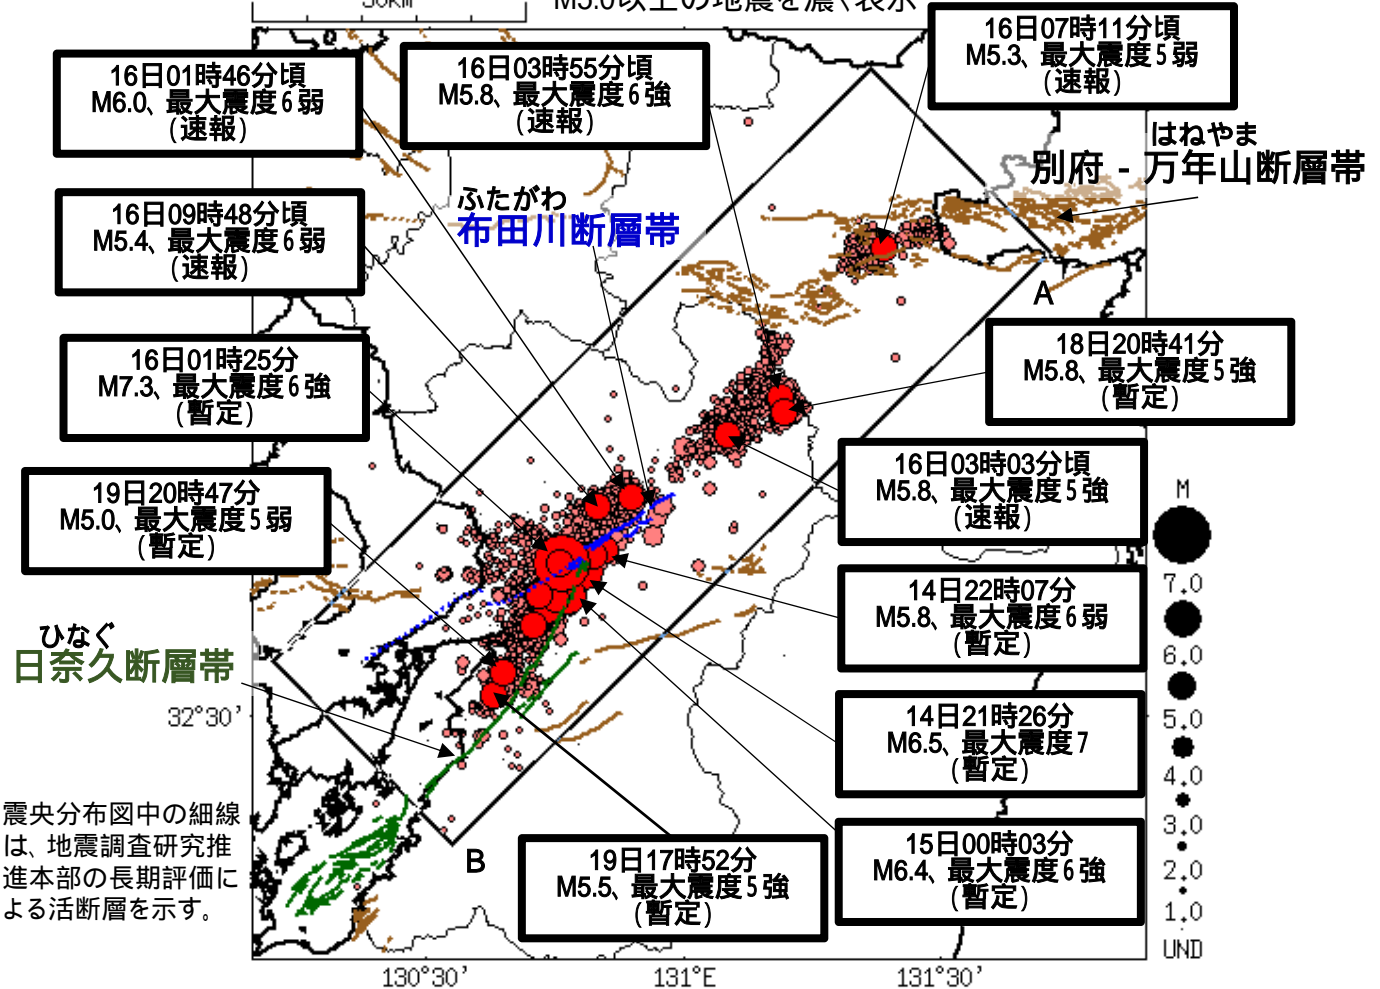 30km
M5.0以上の地震を濃く表示
16日01時46分頃
M6.0、最大震度6弱
(速報)
16日03時55分頃
M5.8、最大震度6強
(速報)
16日07時11分頃
M5.3、最大震度5弱
(速報)
はねやま
別府 - 万年山断層帯
16日09時48分頃
M5.4、最大震度6弱
(速報)
ふたがわ
布田川断層帯
A
16日01時25分
M7.3、最大震度6強
(暫定)
18日20時41分
M5.8、最大震度5強
(暫定)
19日20時47分
M5.0、最大震度5弱
(暫定)
16日03時03分頃
M5.8、最大震度5強
(速報)
14日22時07分
M5.8、最大震度6弱
(暫定)
ひなぐ
日奈久断層帯
14日21時26分
M6.5、最大震度7
(暫定)
15日00時03分
M6.4、最大震度6強
(暫定)
19日17時52分
M5.5、最大震度5強
(暫定)
B
M
7.0
6.0
5.0
4.0
3.0
2.0
1.0
UND
32°30'
震央分布図中の細線
は、地震調査研究推
進本部の長期評価に
よる活断層を示す。
130°30'
131°E
131°30'